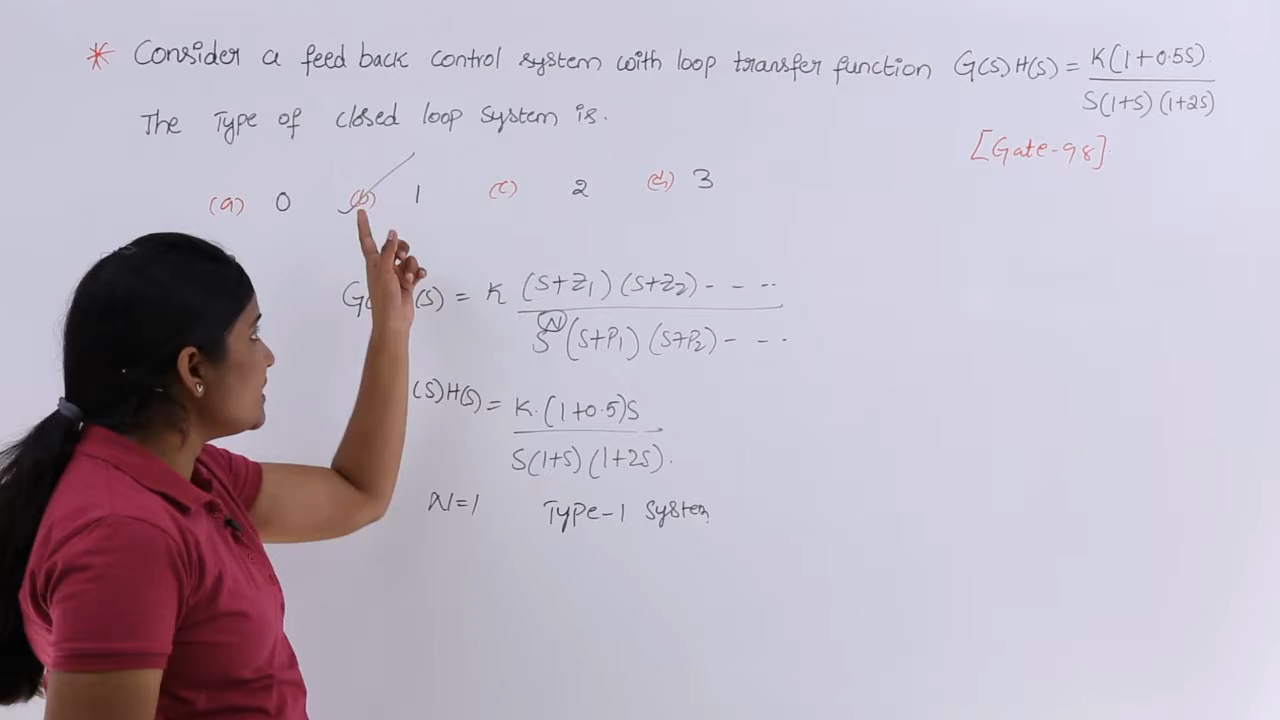 * Consider a feed back control system with loop transfer function G(S) H(S) = K(1+0.5S) / S(1+S)(1+2S)
The Type of closed loop system is.
[Gate-98].
(a) 0 (b) 1 (c) 2 (d) 3
(S) = K (S+Z1)(S+Z2)- - -- / S^N (S+P1)(S+P2)- - --
(S)H(S) = K.(1+0.5)S / S(1+S)(1+2S).
N=1 Type-1 System